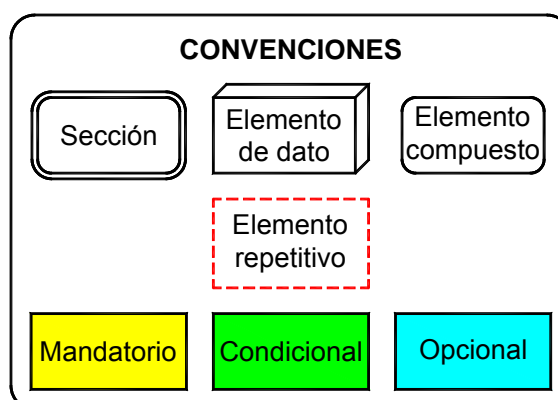 CONVENCIONES
Sección
Elemento
de dato
Elemento
compuesto
Elemento
repetitivo
Mandatorio
Condicional
Opcional